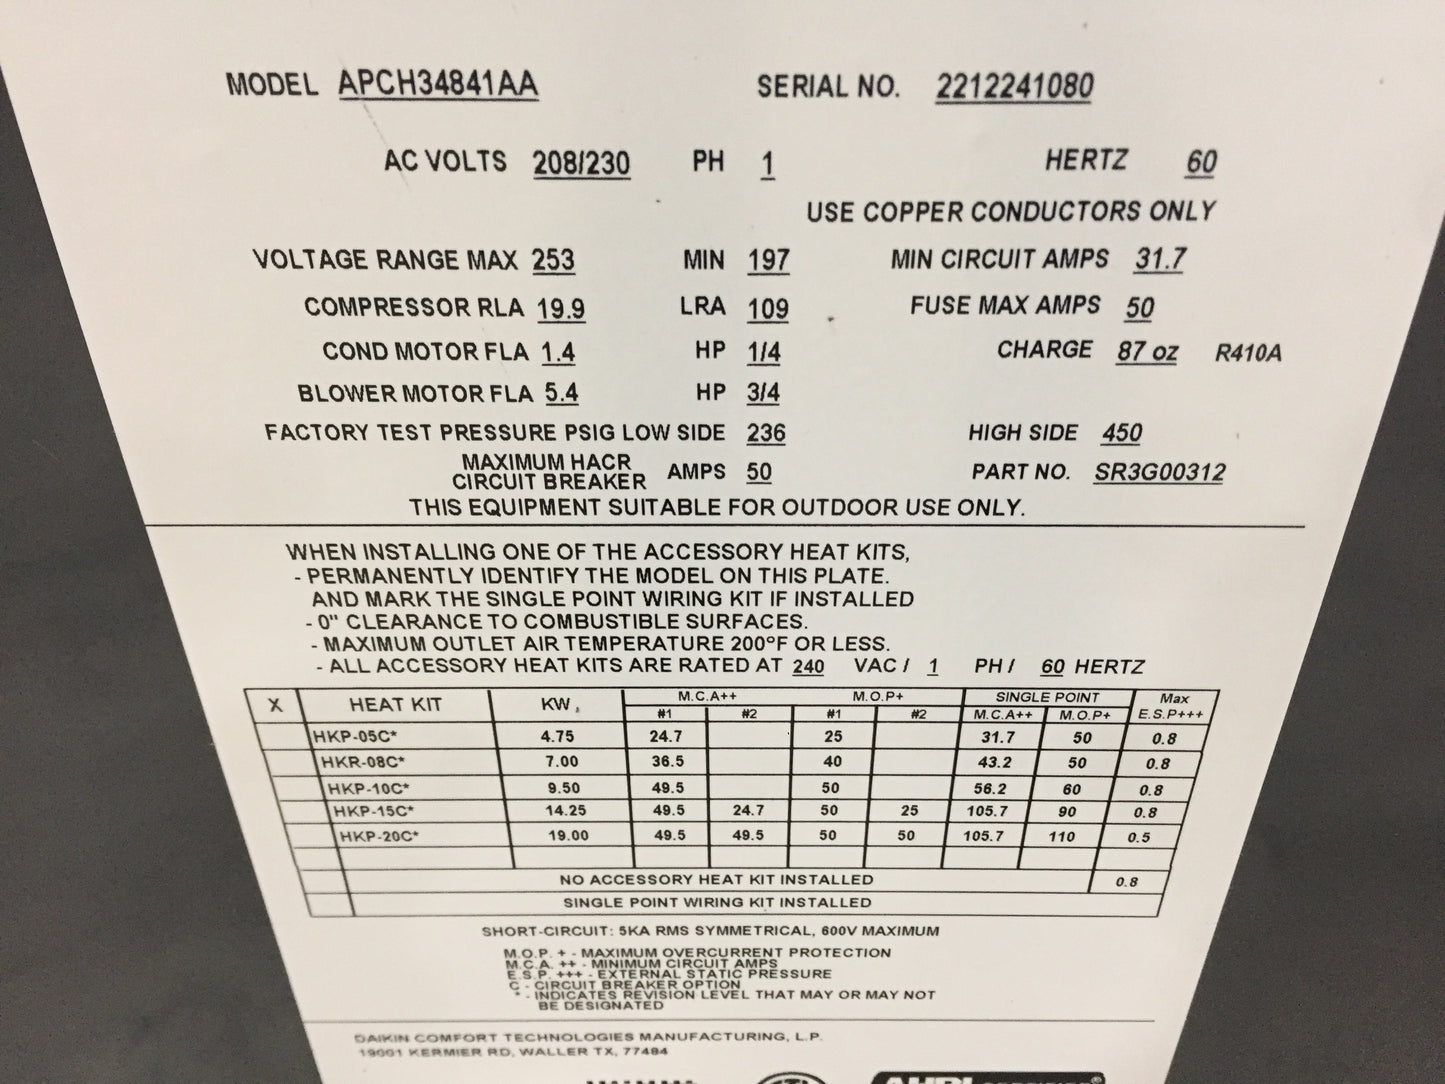 MODEL APCH34841AA SERIAL NO. 2212241080
AC VOLTS 208/230 PH 1 HERTZ 60
USE COPPER CONDUCTORS ONLY
VOLTAGE RANGE MAX 253 MIN 197 MIN CIRCUIT AMPS 31.7
COMPRESSOR RLA 19.9 LRA 109 FUSE MAX AMPS 50
COND MOTOR FLA 1.4 HP 1/4 CHARGE 87 oz R410A
BLOWER MOTOR FLA 5.4 HP 3/4
FACTORY TEST PRESSURE PSIG LOW SIDE 236 HIGH SIDE 450
MAXIMUM HACR
CIRCUIT BREAKER AMPS 50 PART NO. SR3G00312
THIS EQUIPMENT SUITABLE FOR OUTDOOR USE ONLY.
WHEN INSTALLING ONE OF THE ACCESSORY HEAT KITS,
- PERMANENTLY IDENTIFY THE MODEL ON THIS PLATE.
AND MARK THE SINGLE POINT WIRING KIT IF INSTALLED
- 0" CLEARANCE TO COMBUSTIBLE SURFACES.
- MAXIMUM OUTLET AIR TEMPERATURE 200°F OR LESS.
- ALL ACCESSORY HEAT KITS ARE RATED AT 240 VAC / 1 PH / 60 HERTZ
X HEAT KIT KW M.C.A++ M.O.P+ SINGLE POINT Max
#1 #2 #1 #2 M.C.A++ M.O.P+ E.S.P+++
HKP-05C* 4.75 24.7 25 31.7 50 0.8
HKR-08C* 7.00 36.5 40 43.2 50 0.8
HKP-10C* 9.50 49.5 50 56.2 60 0.8
HKP-15C* 14.25 49.5 24.7 50 25 105.7 90 0.8
HKP-20C* 19.00 49.5 49.5 50 50 105.7 110 0.5
NO ACCESSORY HEAT KIT INSTALLED 0.8
SINGLE POINT WIRING KIT INSTALLED
SHORT-CIRCUIT: 5KA RMS SYMMETRICAL, 600V MAXIMUM
M.O.P. + - MAXIMUM OVERCURRENT PROTECTION
M.C.A. ++ - MINIMUM CIRCUIT AMPS
E.S.P. +++ - EXTERNAL STATIC PRESSURE
C - CIRCUIT BREAKER OPTION
* - INDICATES REVISION LEVEL THAT MAY OR MAY NOT
BE DESIGNATED
DAIKIN COMFORT TECHNOLOGIES MANUFACTURING, L.P.
19001 KERMIER RD, WALLER TX, 77484